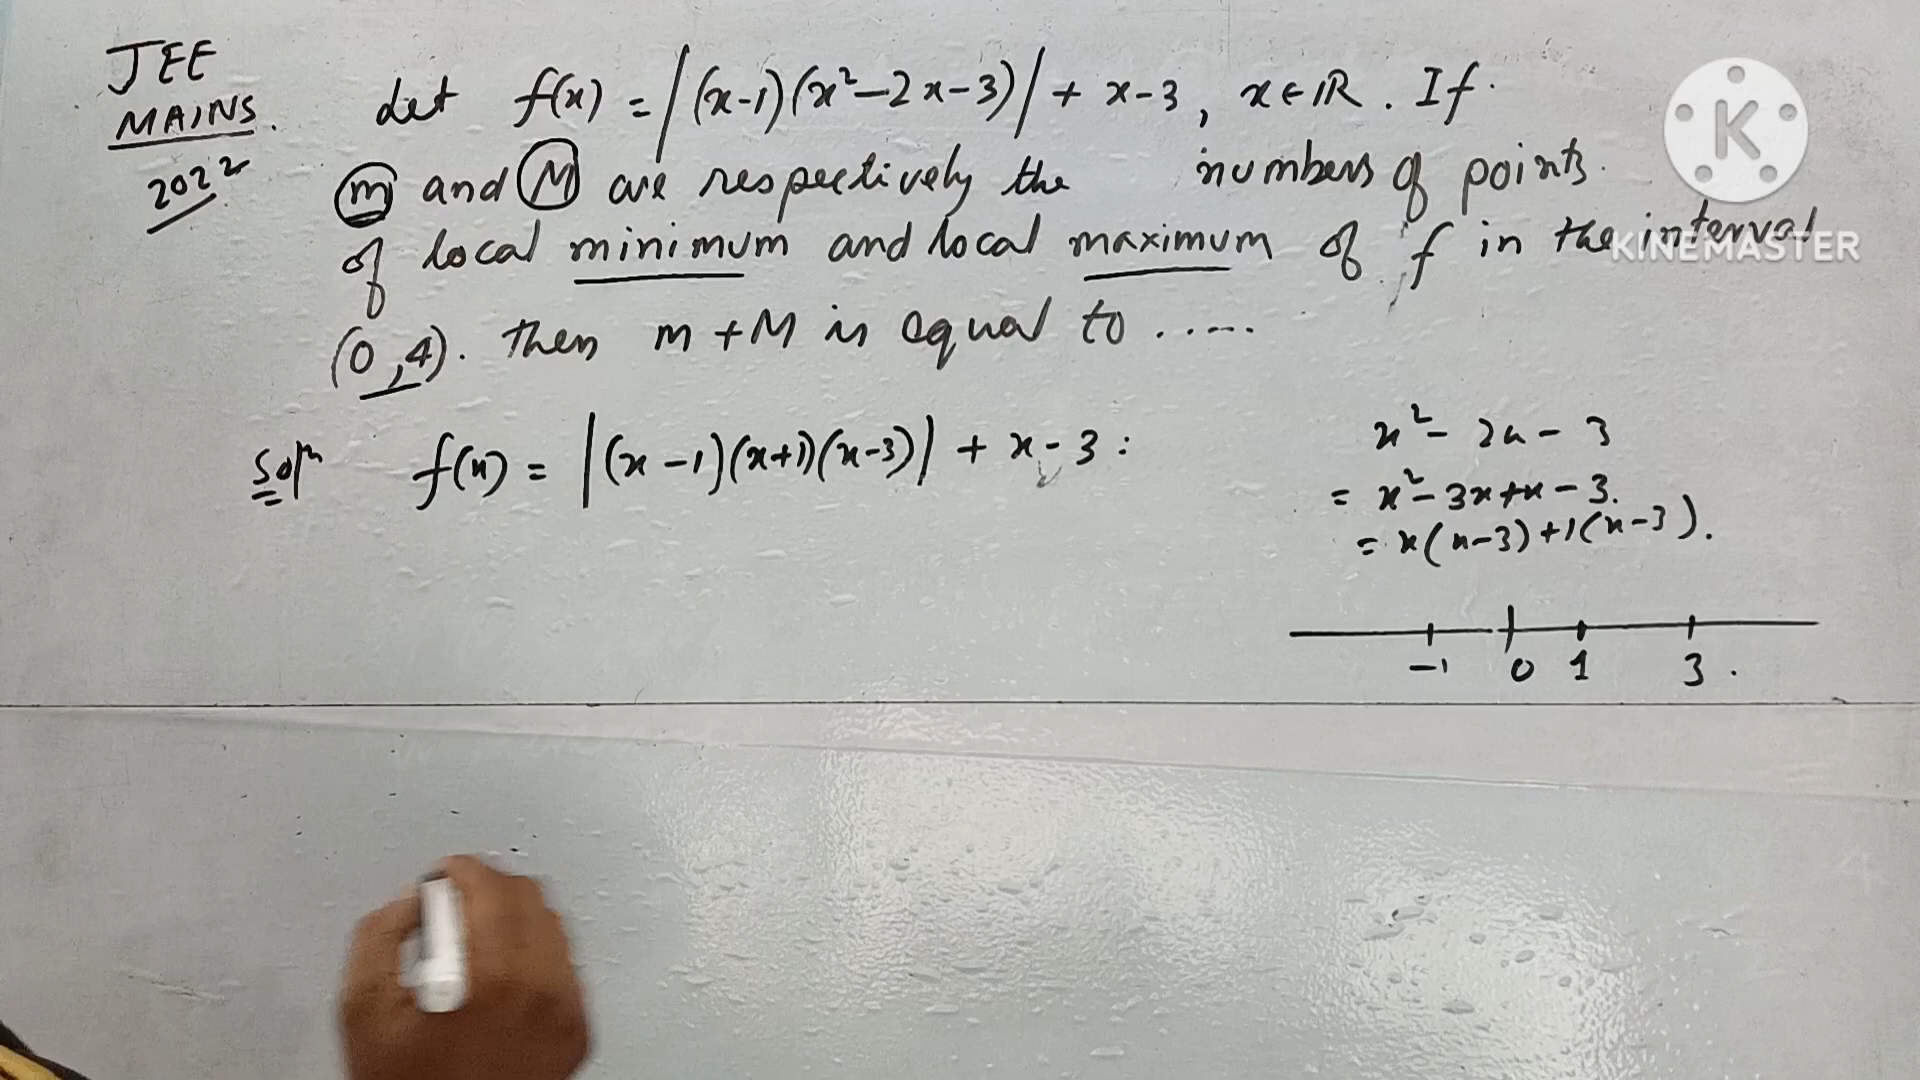 JEE
MAINS.
2022
Let f(x) = |(x-1)(x²-2x-3)| + x-3, x∈IR. If
m and M are respectively the numbers of points.
of local minimum and local maximum of f in the interval
(0,4). Then m+M is equal to .....
Solⁿ f(x) = |(x-1)(x+1)(x-3)| + x-3 :
x² - 2x - 3
= x² - 3x + x - 3.
= x(x-3)+1(x-3).
-1 0 1 3 .
K
KINEMASTER